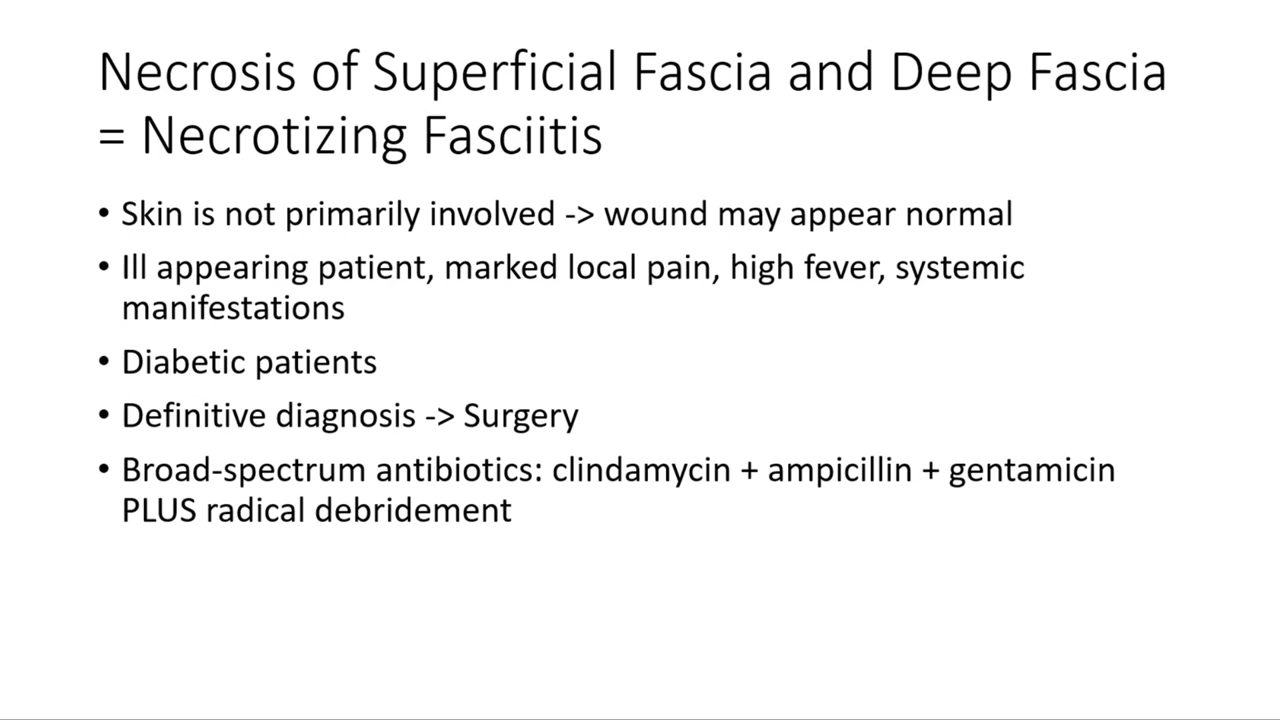 Necrosis of Superficial Fascia and Deep Fascia
= Necrotizing Fasciitis
• Skin is not primarily involved -> wound may appear normal
• Ill appearing patient, marked local pain, high fever, systemic
manifestations
• Diabetic patients
• Definitive diagnosis -> Surgery
• Broad-spectrum antibiotics: clindamycin + ampicillin + gentamicin
PLUS radical debridement